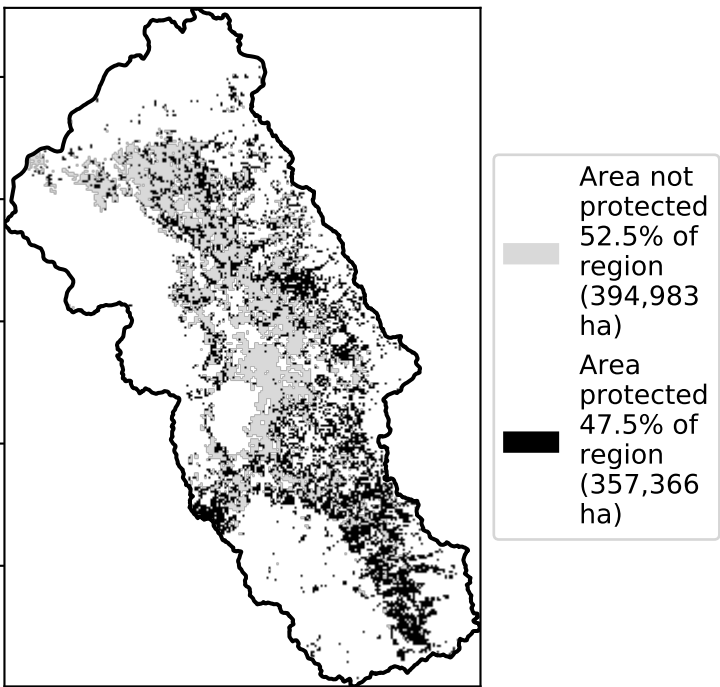 Area not
protected
52.5% of
region
(394,983
ha)
Area
protected
47.5% of
region
(357,366
ha)